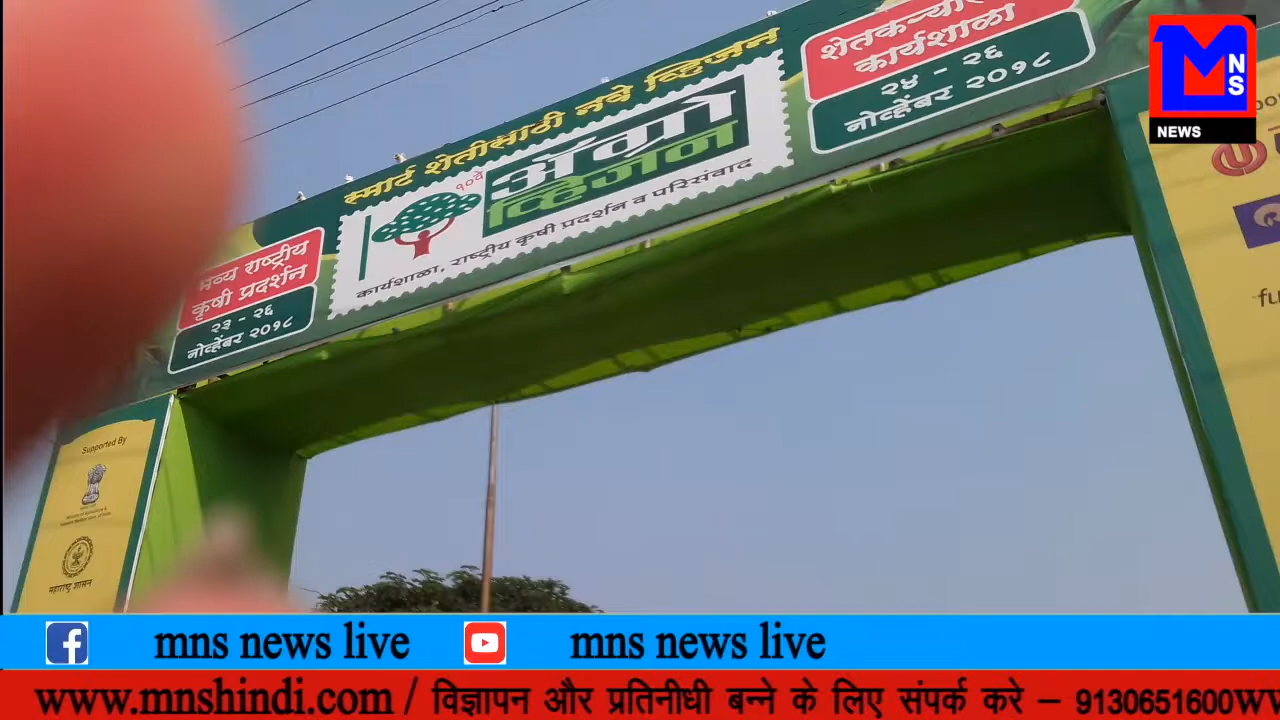 स्मार्ट शेतीसाठी नवे व्हिजन
१०वे
अ‍ॅग्रो
व्हिजन
कार्यशाळा, राष्ट्रीय कृषी प्रदर्शन व परिसंवाद
भव्य राष्ट्रीय
कृषी प्रदर्शन
२३ - २६
नोव्हेंबर २०१८
कार्यशाळा
२४ - २६
नोव्हेंबर २०१८
Supported By
महाराष्ट्र शासन
M
NS
NEWS
mns news live
mns news live
www.mnshindi.com / विज्ञापन और प्रतिनीधी बन्ने के लिए संपर्क करे – 9130651600